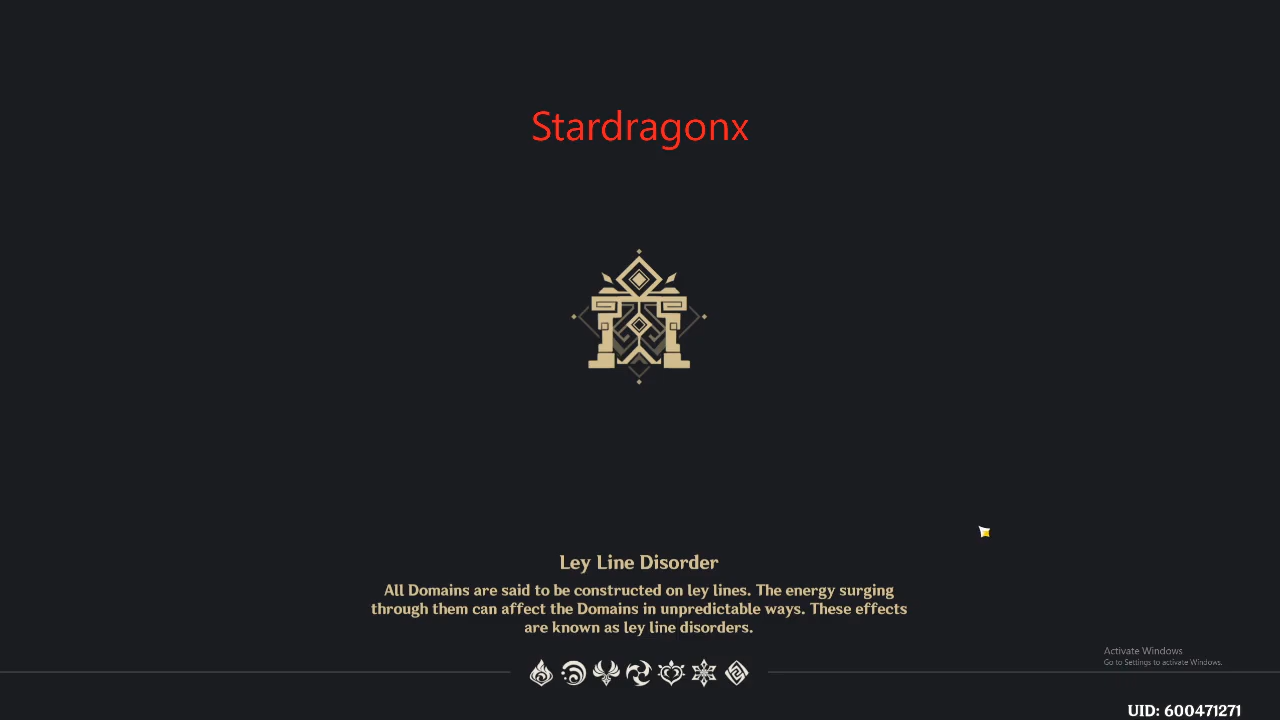 Stardragonx
Ley Line Disorder
All Domains are said to be constructed on ley lines. The energy surging
through them can affect the Domains in unpredictable ways. These effects
are known as ley line disorders.
Activate Windows
Go to Settings to activate Windows.
UID: 600471271